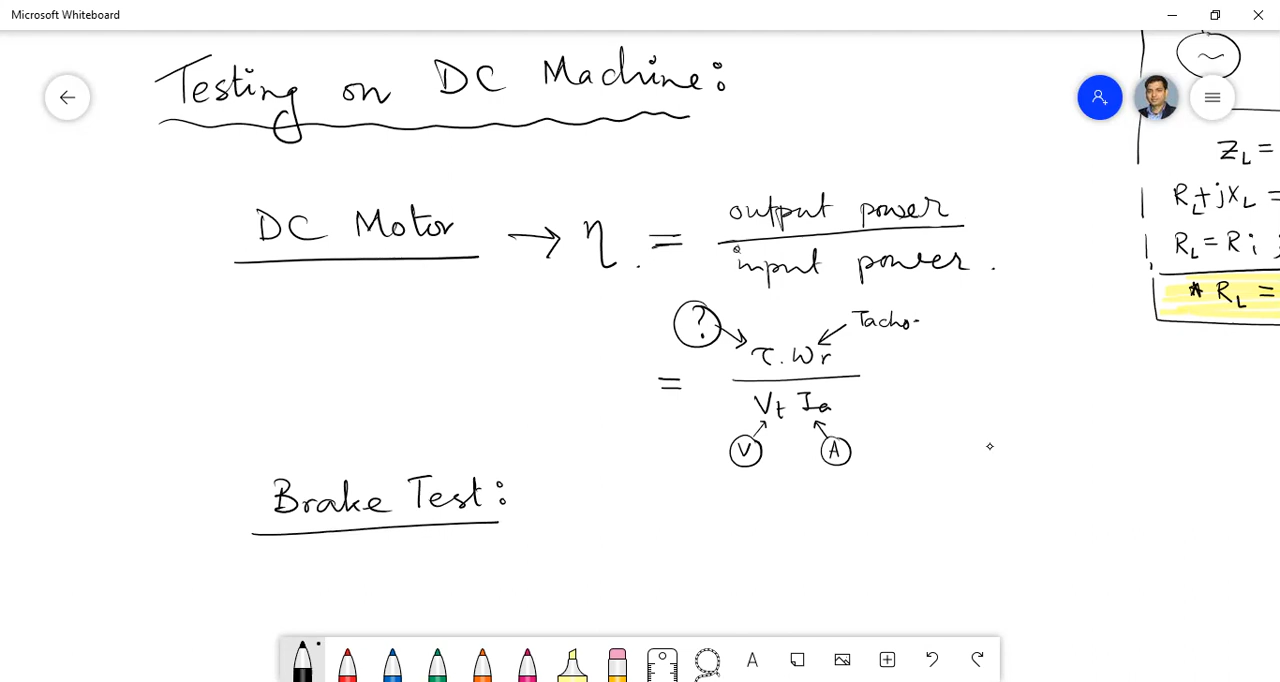 Microsoft Whiteboard
Testing on DC Machine:
DC Motor → η = output power
input power.
? Tacho-
= τ.ωr
Vt Ia
V A
Brake Test:
~
ZL =
RL+jXL =
RL = Ri ;
* RL =
A